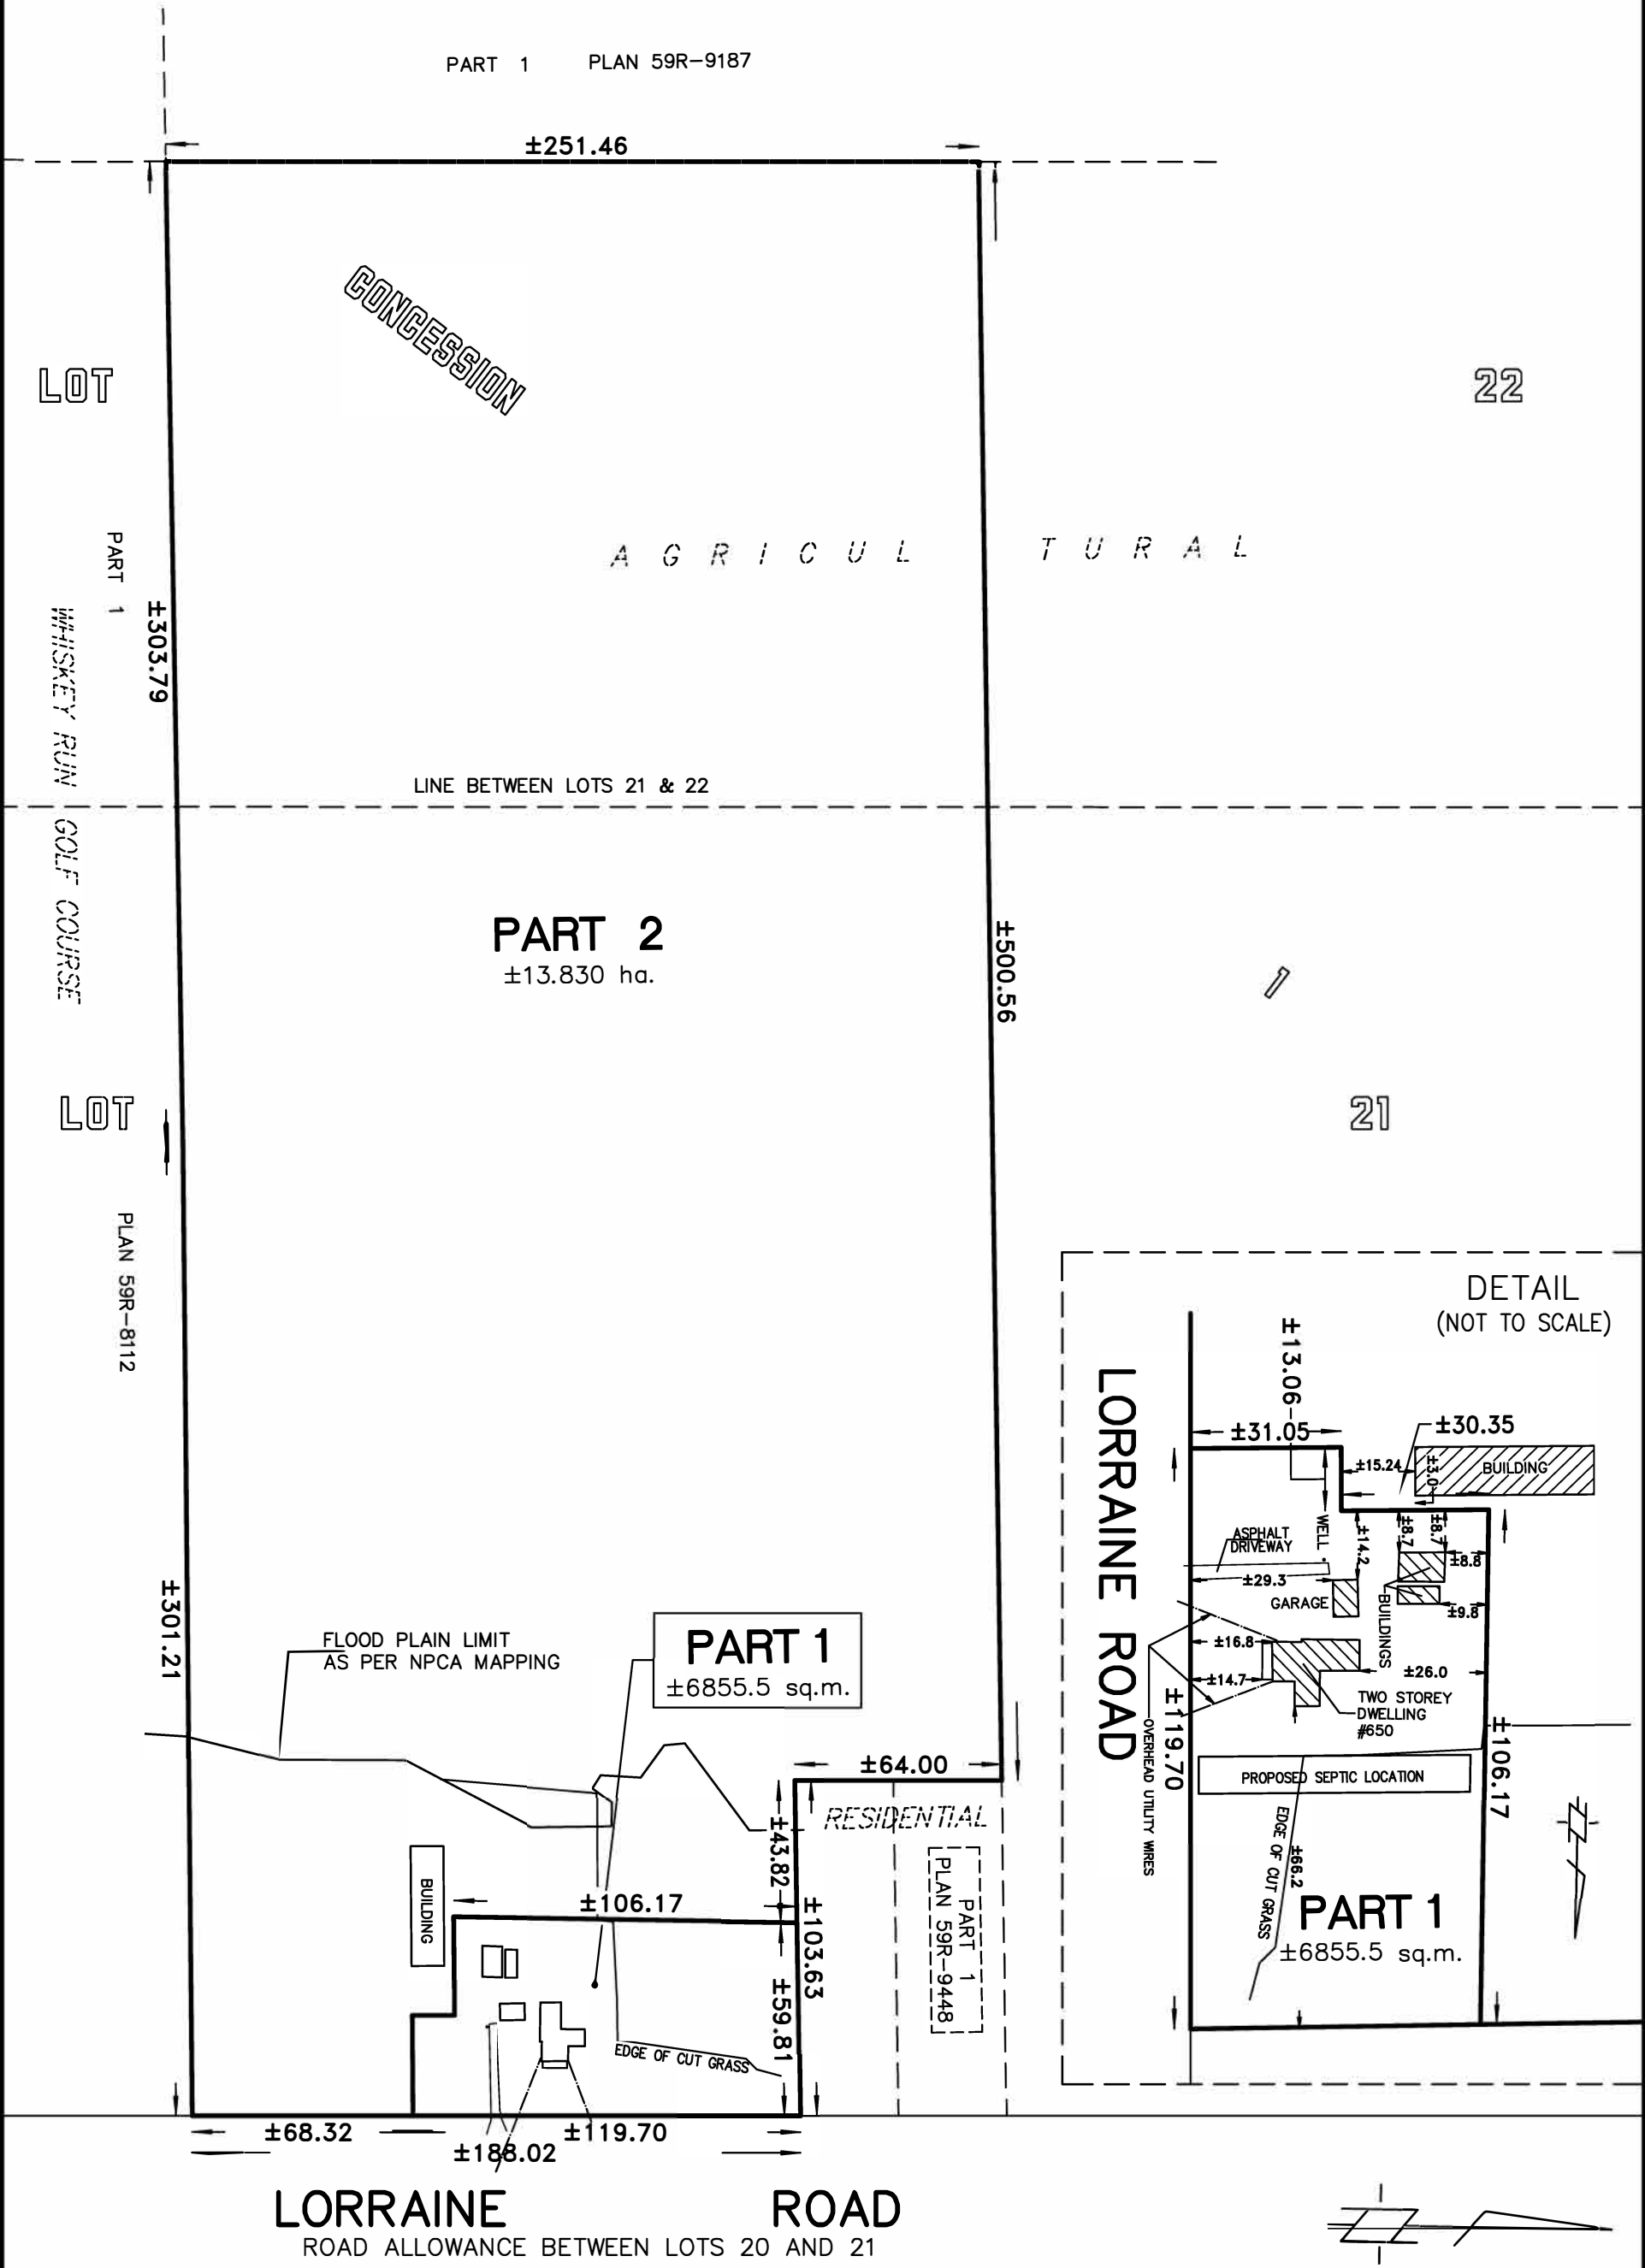 PART 1 PLAN 59R-9187
±251.46
CONCESSION
LOT
22
PART 1
±303.79
WHISKEY RUN GOLF COURSE
AGRICUL TURAL
LINE BETWEEN LOTS 21 & 22
PART 2
±13.830 ha.
±500.56
1
LOT
21
PLAN 59R-8112
±301.21
FLOOD PLAIN LIMIT
AS PER NPCA MAPPING
PART 1
±6855.5 sq.m.
±64.00
RESIDENTIAL
±43.82
BUILDING
±106.17
±103.63
PART 1
PLAN 59R-9448
±59.81
EDGE OF CUT GRASS
±68.32
±119.70
±188.02
LORRAINE ROAD
ROAD ALLOWANCE BETWEEN LOTS 20 AND 21
DETAIL
(NOT TO SCALE)
LORRAINE ROAD
±13.06
±31.05
±30.35
±15.24
±3.0
BUILDING
WELL
±14.2
±8.7
±8.7
±8.8
ASPHALT
DRIVEWAY
±29.3
GARAGE
BUILDINGS
±9.8
±16.8
±14.7
±26.0
TWO STOREY
DWELLING
#650
±119.70
OVERHEAD UTILITY WIRES
±106.17
PROPOSED SEPTIC LOCATION
EDGE OF CUT GRASS
±66.2
PART 1
±6855.5 sq.m.